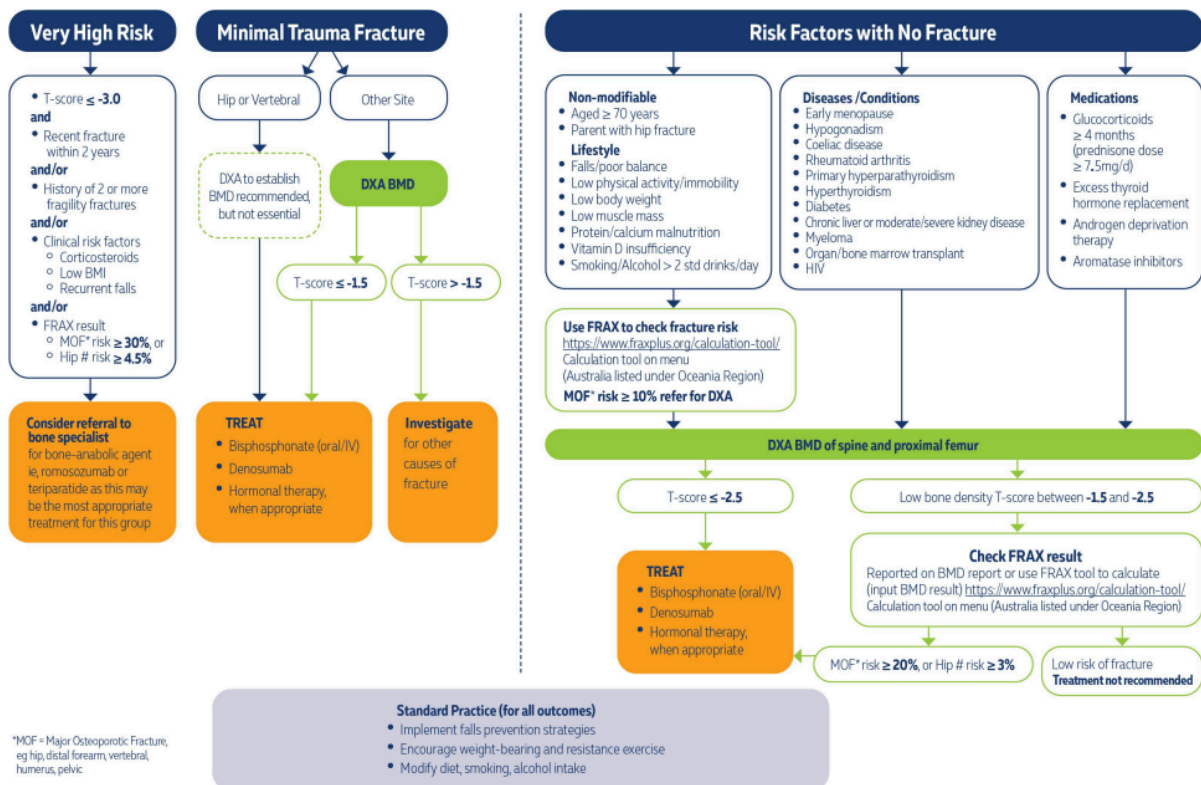 Very High Risk
• T-score ≤ -3.0
and
• Recent fracture
within 2 years
and/or
• History of 2 or more
fragility fractures
and/or
• Clinical risk factors
○ Corticosteroids
○ Low BMI
○ Recurrent falls
and/or
• FRAX result
○ MOF* risk ≥ 30%, or
○ Hip # risk ≥ 4.5%
Consider referral to
bone specialist
for bone-anabolic agent
ie, romosozumab or
teriparatide as this may
be the most appropriate
treatment for this group
Minimal Trauma Fracture
Hip or Vertebral
Other Site
DXA to establish
BMD recommended,
but not essential
DXA BMD
T-score ≤ -1.5
T-score > -1.5
TREAT
• Bisphosphonate (oral/IV)
• Denosumab
• Hormonal therapy,
when appropriate
Investigate
for other
causes of
fracture
Risk Factors with No Fracture
Non-modifiable
• Aged ≥ 70 years
• Parent with hip fracture
Lifestyle
• Falls/poor balance
• Low physical activity/immobility
• Low body weight
• Low muscle mass
• Protein/calcium malnutrition
• Vitamin D insufficiency
• Smoking/Alcohol > 2 std drinks/day
Diseases /Conditions
• Early menopause
• Hypogonadism
• Coeliac disease
• Rheumatoid arthritis
• Primary hyperparathyroidism
• Hyperthyroidism
• Diabetes
• Chronic liver or moderate/severe kidney disease
• Myeloma
• Organ/bone marrow transplant
• HIV
Medications
• Glucocorticoids
≥ 4 months
(prednisone dose
≥ 7.5mg/d)
• Excess thyroid
hormone replacement
• Androgen deprivation
therapy
• Aromatase inhibitors
Use FRAX to check fracture risk
https://www.fraxplus.org/calculation-tool/
Calculation tool on menu
(Australia listed under Oceania Region)
MOF* risk ≥ 10% refer for DXA
DXA BMD of spine and proximal femur
T-score ≤ -2.5
Low bone density T-score between -1.5 and -2.5
Check FRAX result
Reported on BMD report or use FRAX tool to calculate
(input BMD result) https://www.fraxplus.org/calculation-tool/
Calculation tool on menu (Australia listed under Oceania Region)
TREAT
• Bisphosphonate (oral/IV)
• Denosumab
• Hormonal therapy,
when appropriate
MOF* risk ≥ 20%, or Hip # risk ≥ 3%
Low risk of fracture
Treatment not recommended
Standard Practice (for all outcomes)
• Implement falls prevention strategies
• Encourage weight-bearing and resistance exercise
• Modify diet, smoking, alcohol intake
*MOF = Major Osteoporotic Fracture,
eg hip, distal forearm, vertebral,
humerus, pelvic